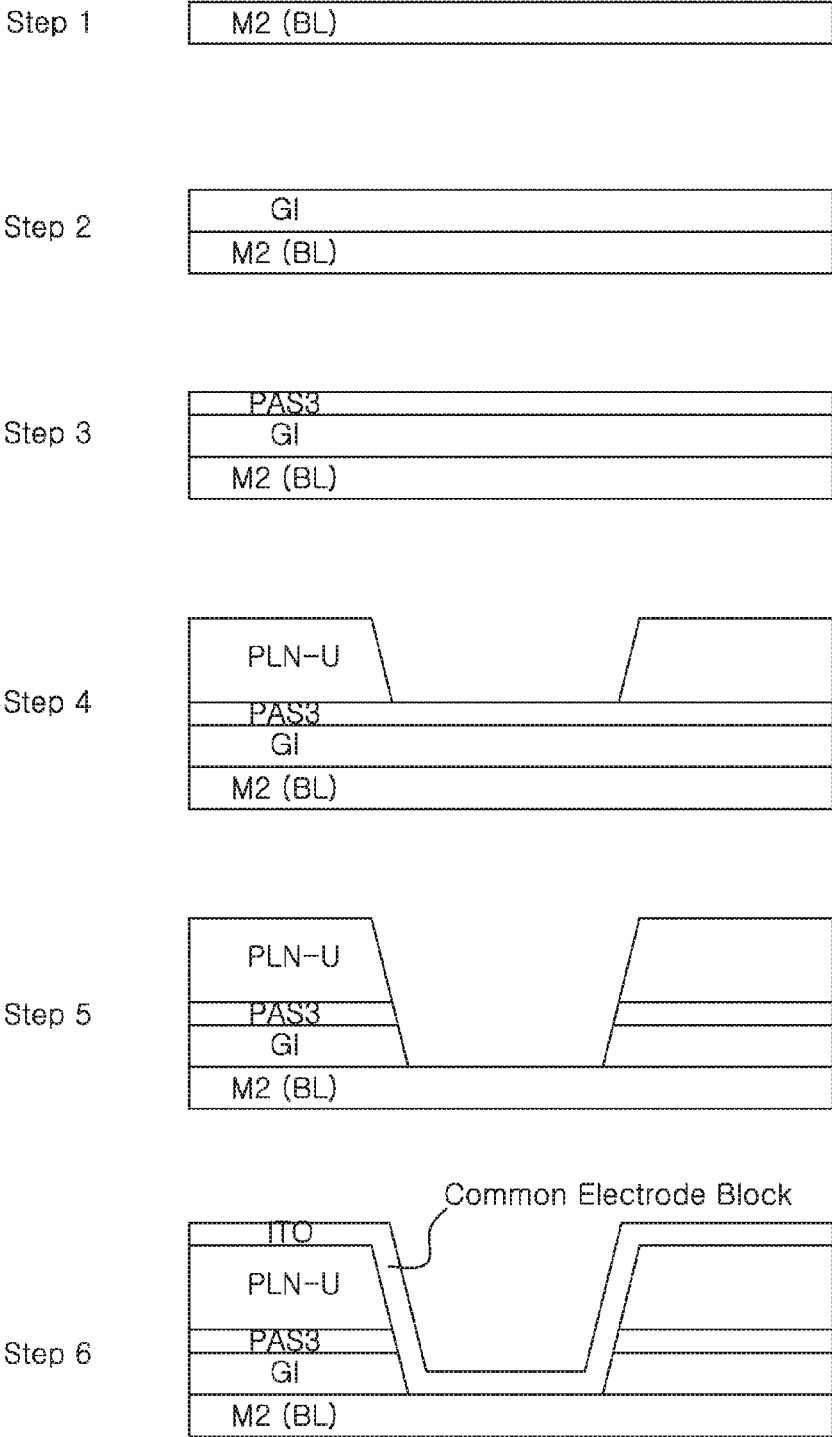 Step 1
M2 (BL)
Step 2
GI
M2 (BL)
Step 3
PAS3
GI
M2 (BL)
Step 4
PLN-U
PAS3
GI
M2 (BL)
Step 5
PLN-U
PAS3
GI
M2 (BL)
Common Electrode Block
Step 6
ITO
PLN-U
PAS3
GI
M2 (BL)